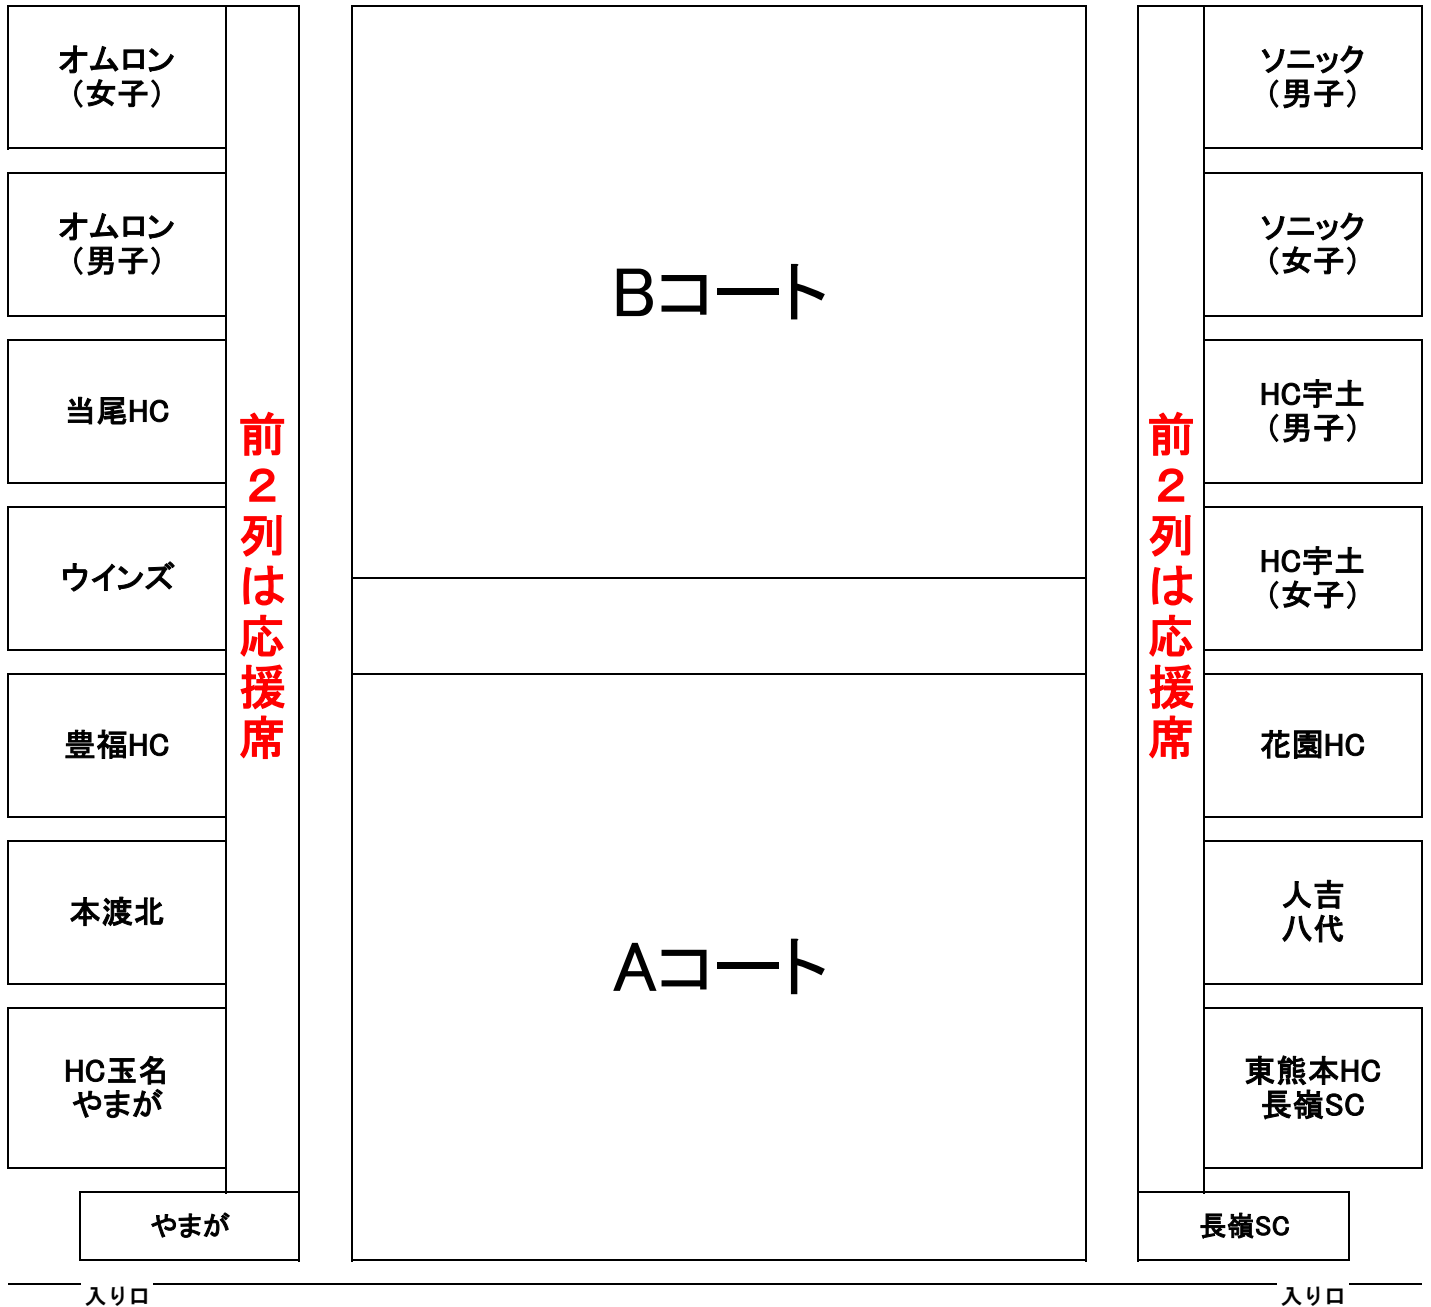 オムロン
（女子）
オムロン
（男子）
当尾HC
ウインズ
豊福HC
本渡北
HC玉名
やまが
やまが
入り口
前２列は応援席
Bコート
Aコート
前２列は応援席
ソニック
（男子）
ソニック
（女子）
HC宇土
（男子）
HC宇土
（女子）
花園HC
人吉
八代
東熊本HC
長嶺SC
長嶺SC
入り口